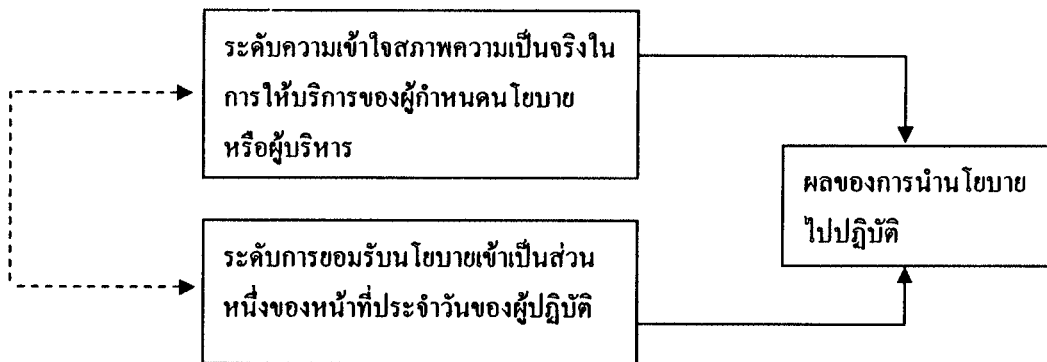 ระดับความเข้าใจสภาพความเป็นจริงใน
การให้บริการของผู้กำหนดนโยบาย
หรือผู้บริหาร
ผลของการนำนโยบาย
ไปปฏิบัติ
ระดับการยอมรับนโยบายเข้าเป็นส่วน
หนึ่งของหน้าที่ประจำวันของผู้ปฏิบัติ